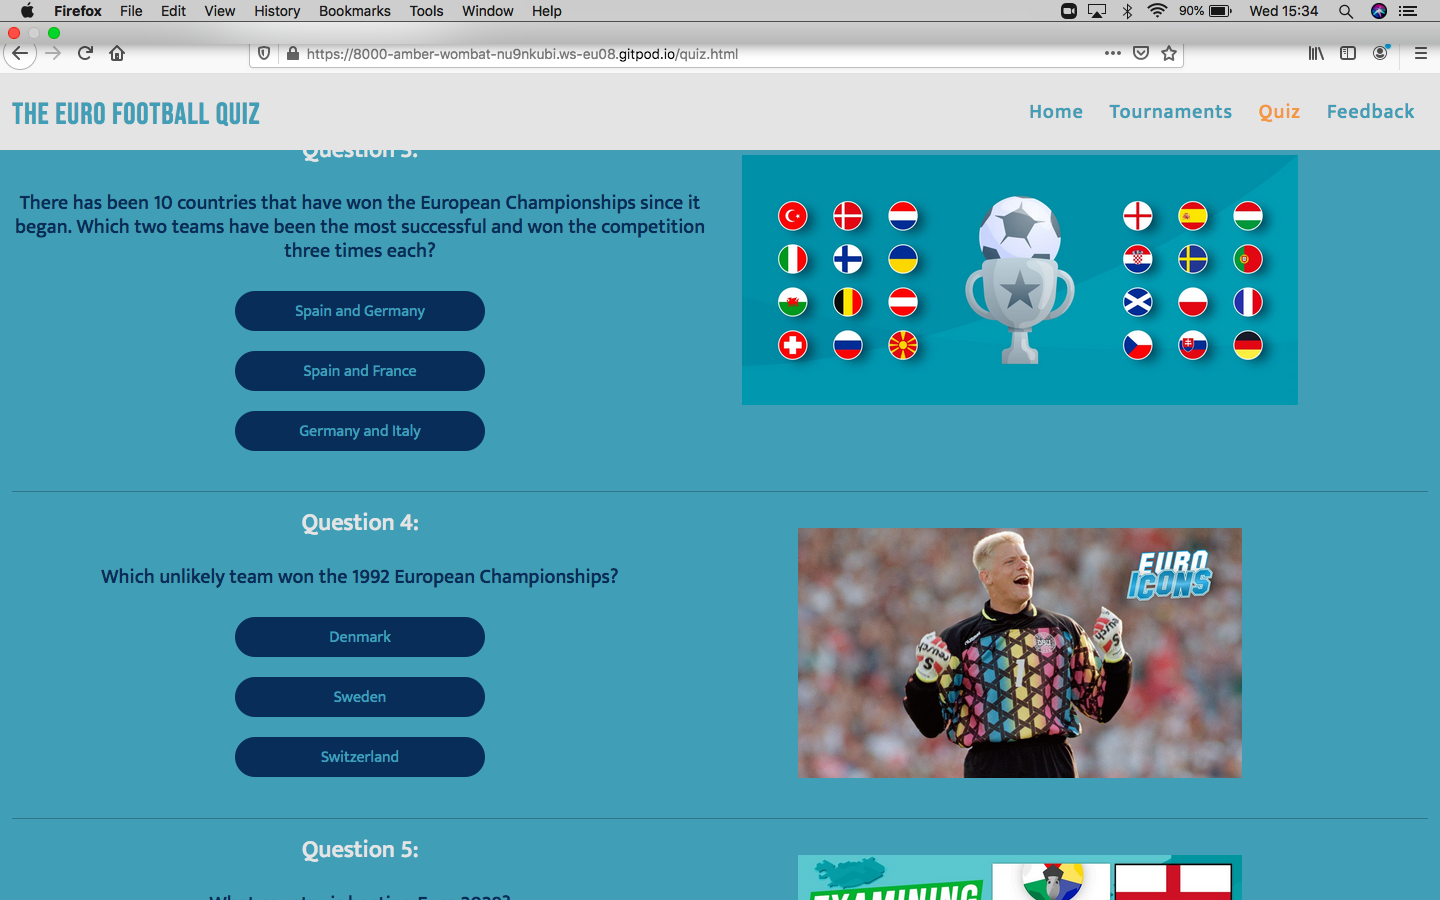 Firefox File Edit View History Bookmarks Tools Window Help 90% Wed 15:34
https://8000-amber-wombat-nu9nkubi.ws-eu08.gitpod.io/quiz.html
THE EURO FOOTBALL QUIZ
Home Tournaments Quiz Feedback
Question 3:
There has been 10 countries that have won the European Championships since it
began. Which two teams have been the most successful and won the competition
three times each?
Spain and Germany
Spain and France
Germany and Italy
Question 4:
Which unlikely team won the 1992 European Championships?
Denmark
Sweden
Switzerland
EURO
ICONS
reusch
reusch
1
Question 5:
EXAMINING